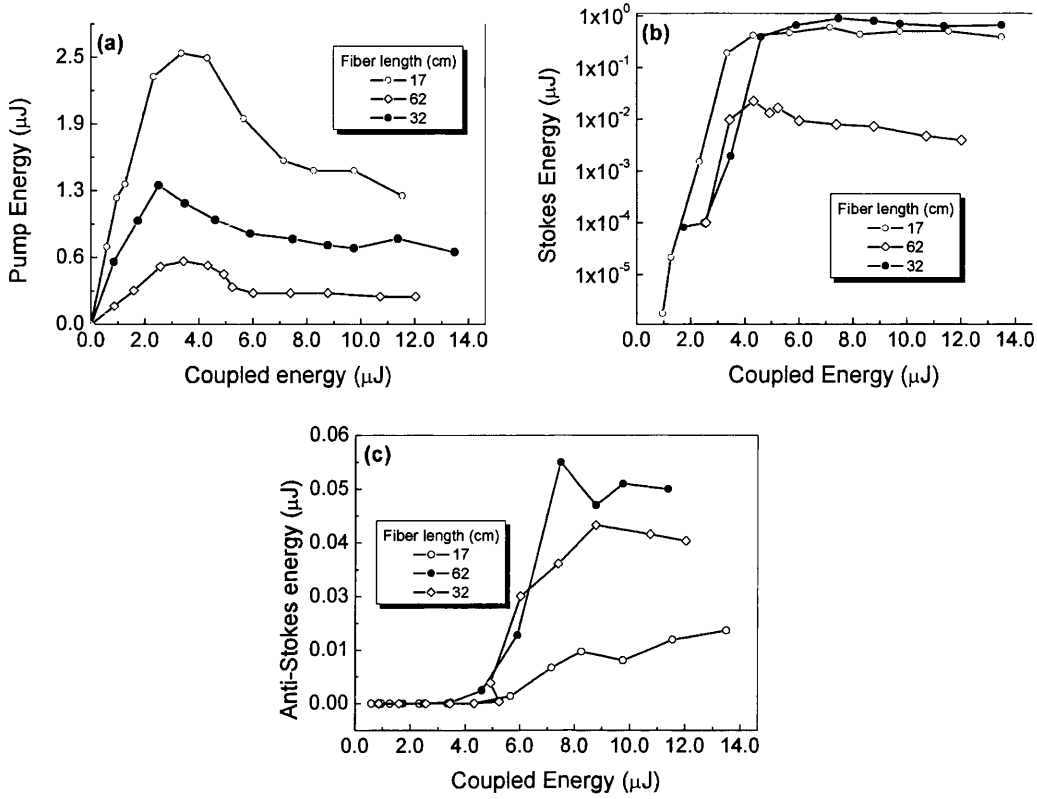 (a)
Pump Energy (μJ)
2.5
1.9
1.3
0.6
0.0
Fiber length (cm)
17
62
32
0.0 2.0 4.0 6.0 8.0 10.0 12.0 14.0
Coupled energy (μJ)
(b)
Stokes Energy (μJ)
1x10⁰
1x10⁻¹
1x10⁻²
1x10⁻³
1x10⁻⁴
1x10⁻⁵
Fiber length (cm)
17
62
32
0.0 2.0 4.0 6.0 8.0 10.0 12.0 14.0
Coupled Energy (μJ)
(c)
Anti-Stokes energy (μJ)
0.06
0.05
0.04
0.03
0.01
0.00
Fiber length (cm)
17
62
32
0.0 2.0 4.0 6.0 8.0 10.0 12.0 14.0
Coupled Energy (μJ)